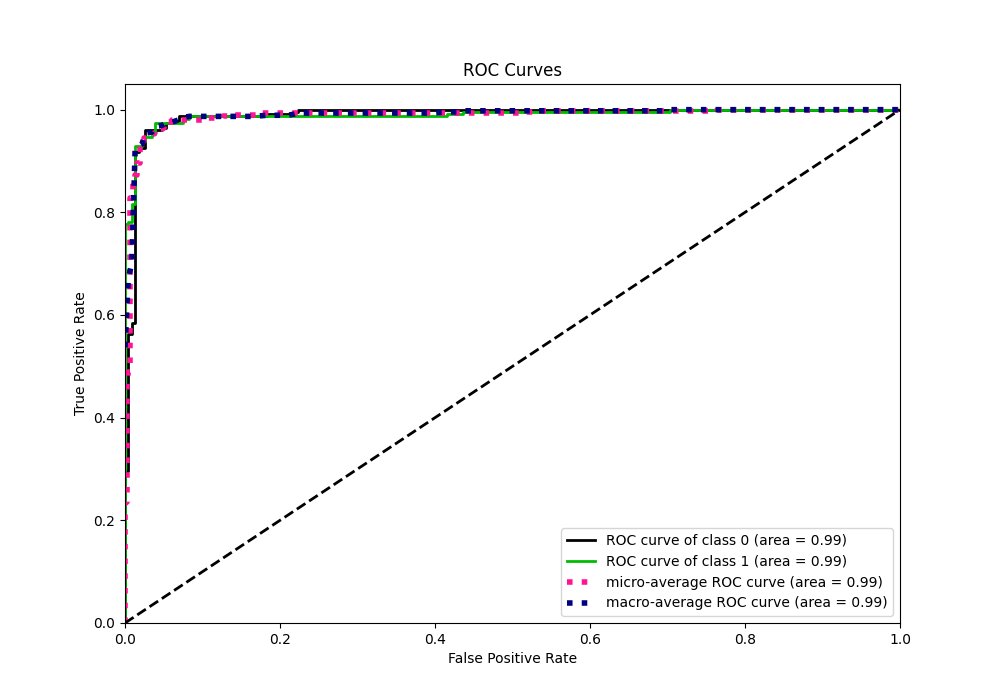 ROC Curves
True Positive Rate
1.0
0.8
0.6
0.4
0.2
0.0
0.0 0.2 0.4 0.6 0.8 1.0
False Positive Rate
ROC curve of class 0 (area = 0.99)
ROC curve of class 1 (area = 0.99)
micro-average ROC curve (area = 0.99)
macro-average ROC curve (area = 0.99)